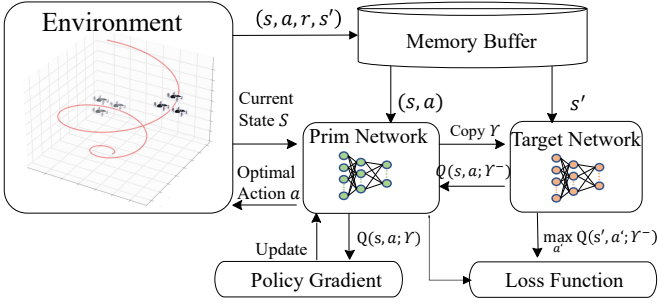 Environment
(s, a, r, s′)
Memory Buffer
(s, a)
s′
Current
State S
Prim Network
Copy ϒ
Target Network
Q(s, a; ϒ⁻)
Optimal
Action a
Update
Q(s, a; ϒ)
max Q(s′, a‘; ϒ⁻)
a‘
Policy Gradient
Loss Function